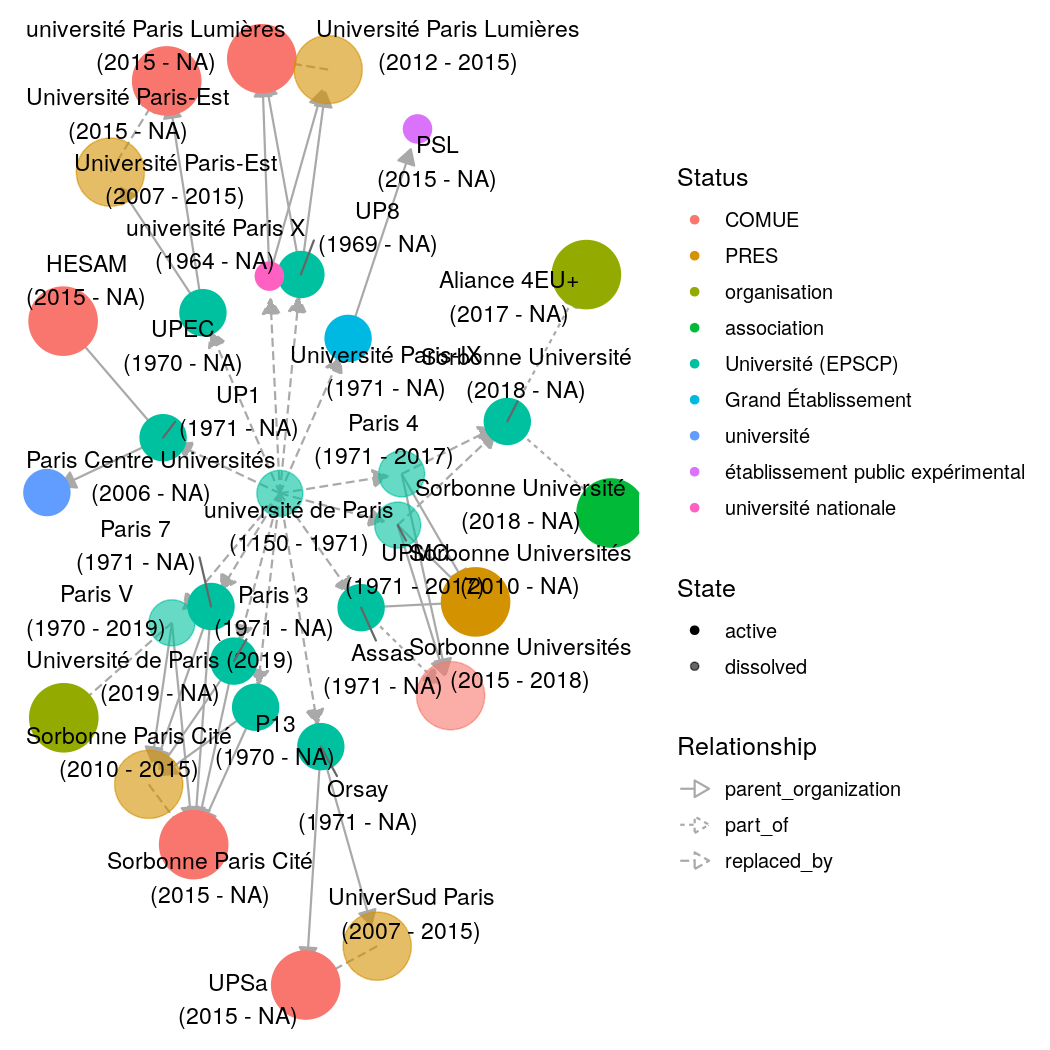 université Paris Lumières
(2015 - NA)
Université Paris Lumières
(2012 - 2015)
Université Paris-Est
(2015 - NA)
Université Paris-Est
(2007 - 2015)
PSL
(2015 - NA)
UP8
(1969 - NA)
université Paris X
(1964 - NA)
HESAM
(2015 - NA)
Aliance 4EU+
(2017 - NA)
UPEC
(1970 - NA)
Université Paris-IX
(1971 - NA)
Sorbonne Université
(2018 - NA)
UP1
(1971 - NA)
Paris 4
(1971 - 2017)
Paris Centre Universités
(2006 - NA)
Sorbonne Université
(2018 - NA)
université de Paris
(1150 - 1971)
Paris 7
(1971 - NA)
UPMC
(1971 - 2017)
Sorbonne Universités
(2010 - NA)
Paris V
(1970 - 2019)
Paris 3
(1971 - NA)
Université de Paris (2019)
(2019 - NA)
Assas
(1971 - NA)
Sorbonne Universités
(2015 - 2018)
P13
(1970 - NA)
Sorbonne Paris Cité
(2010 - 2015)
Orsay
(1971 - NA)
Sorbonne Paris Cité
(2015 - NA)
UniverSud Paris
(2007 - 2015)
UPSa
(2015 - NA)
Status
COMUE
PRES
organisation
association
Université (EPSCP)
Grand Établissement
université
établissement public expérimental
université nationale
State
active
dissolved
Relationship
parent_organization
part_of
replaced_by